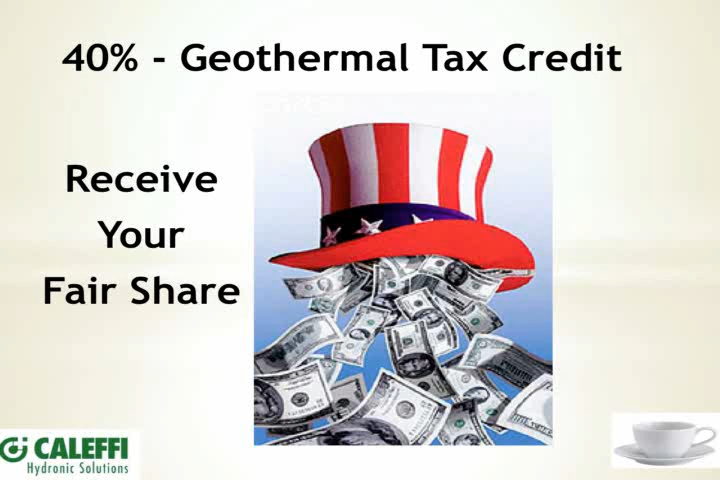 40% - Geothermal Tax Credit
Receive
Your
Fair Share
CALEFFI
Hydronic Solutions